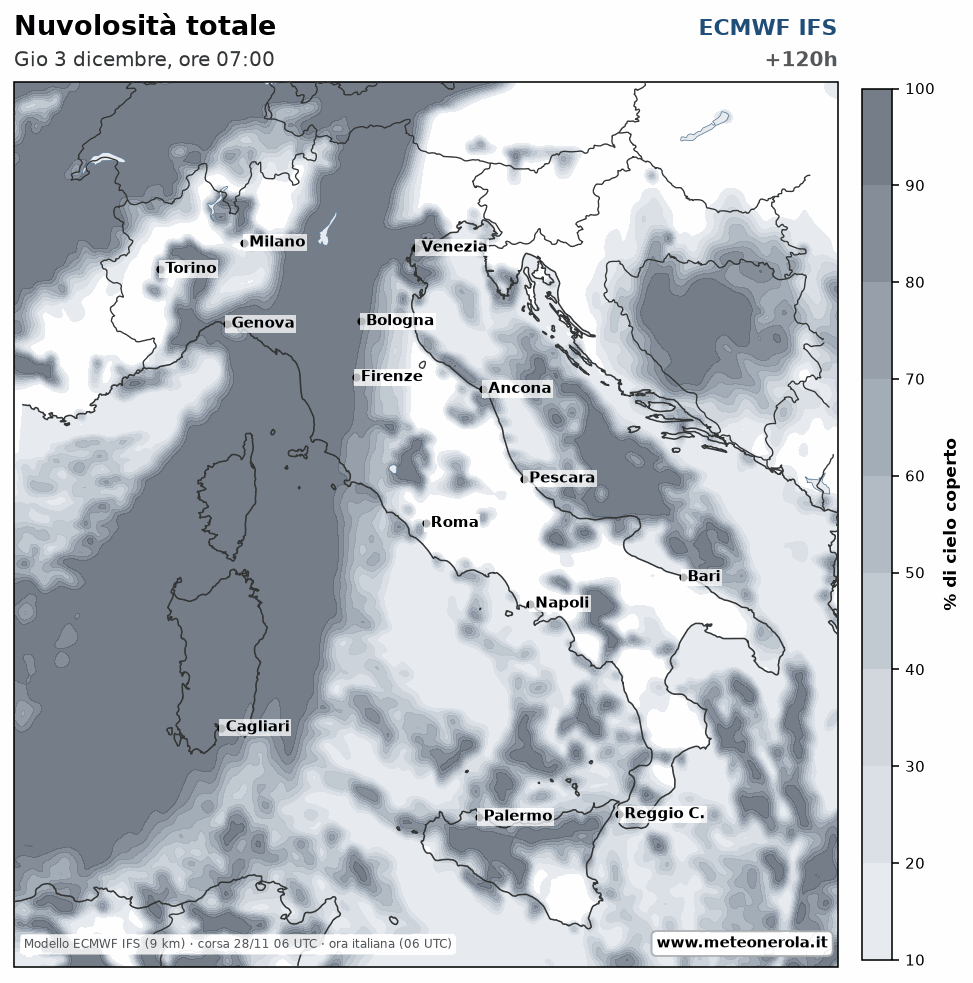 Nuvolosità totale
ECMWF IFS
Gio 3 dicembre, ore 07:00
+120h
100
90
80
70
60
50
40
30
20
10
% di cielo coperto
Milano
Venezia
Torino
Genova
Bologna
Firenze
Ancona
Pescara
Roma
Bari
Napoli
Cagliari
Palermo
Reggio C.
Modello ECMWF IFS (9 km) · corsa 28/11 06 UTC · ora italiana (06 UTC)
www.meteonerola.it